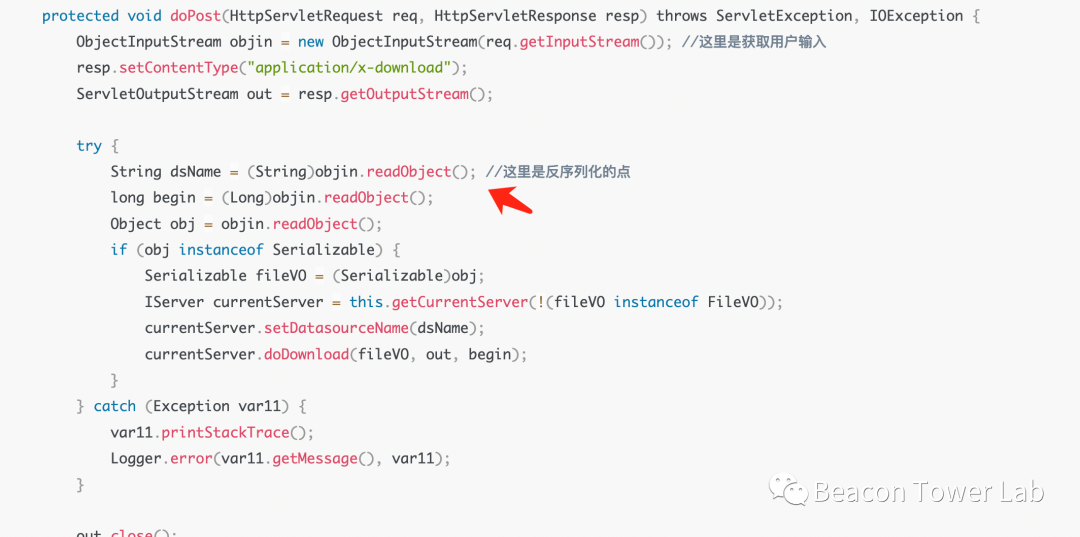 protected void doPost(HttpServletRequest req, HttpServletResponse resp) throws ServletException, IOException {
    ObjectInputStream objin = new ObjectInputStream(req.getInputStream()); //这里是获取用户输入
    resp.setContentType("application/x-download");
    ServletOutputStream out = resp.getOutputStream();

    try {
        String dsName = (String)objin.readObject(); //这里是反序列化的点
        long begin = (Long)objin.readObject();
        Object obj = objin.readObject();
        if (obj instanceof Serializable) {
            Serializable fileVO = (Serializable)obj;
            IServer currentServer = this.getCurrentServer(!(fileVO instanceof FileVO));
            currentServer.setDatasourceName(dsName);
            currentServer.doDownload(fileVO, out, begin);
        }
    } catch (Exception var11) {
        var11.printStackTrace();
        Logger.error(var11.getMessage(), var11);
    }
Beacon Tower Lab
    out.close();